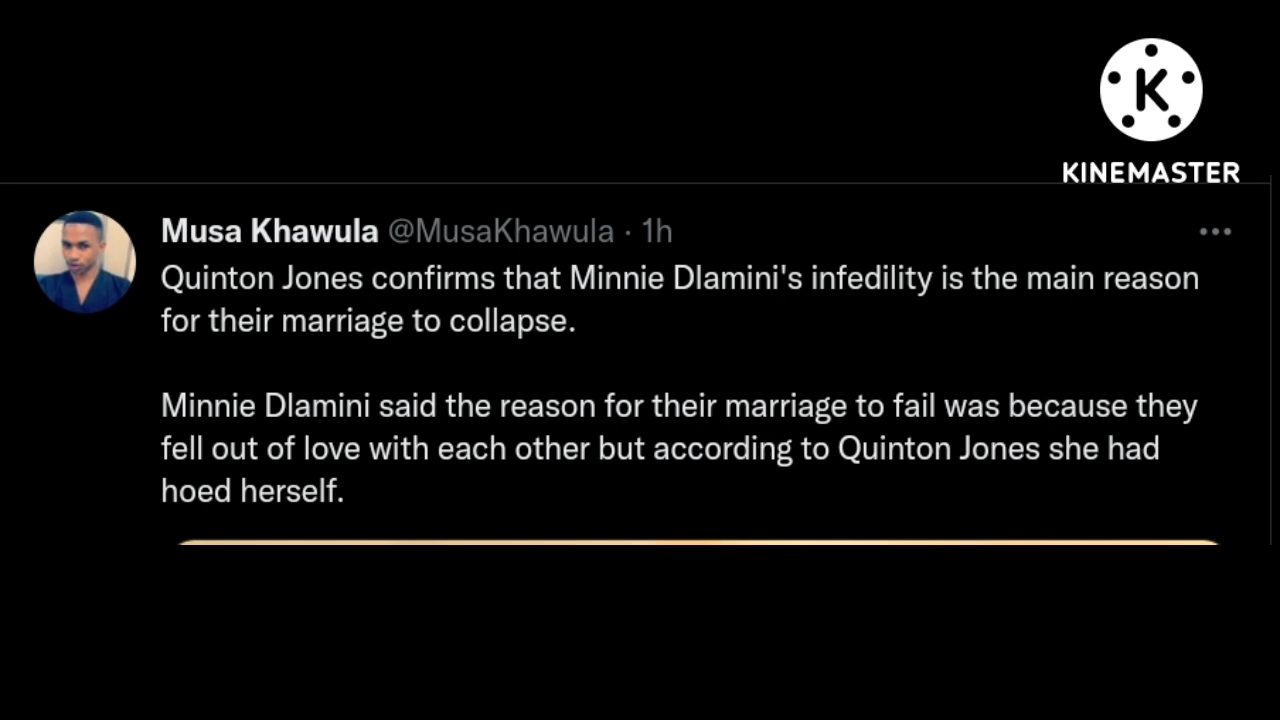 K
KINEMASTER
Musa Khawula @MusaKhawula · 1h
Quinton Jones confirms that Minnie Dlamini's infedility is the main reason
for their marriage to collapse.
Minnie Dlamini said the reason for their marriage to fail was because they
fell out of love with each other but according to Quinton Jones she had
hoed herself.